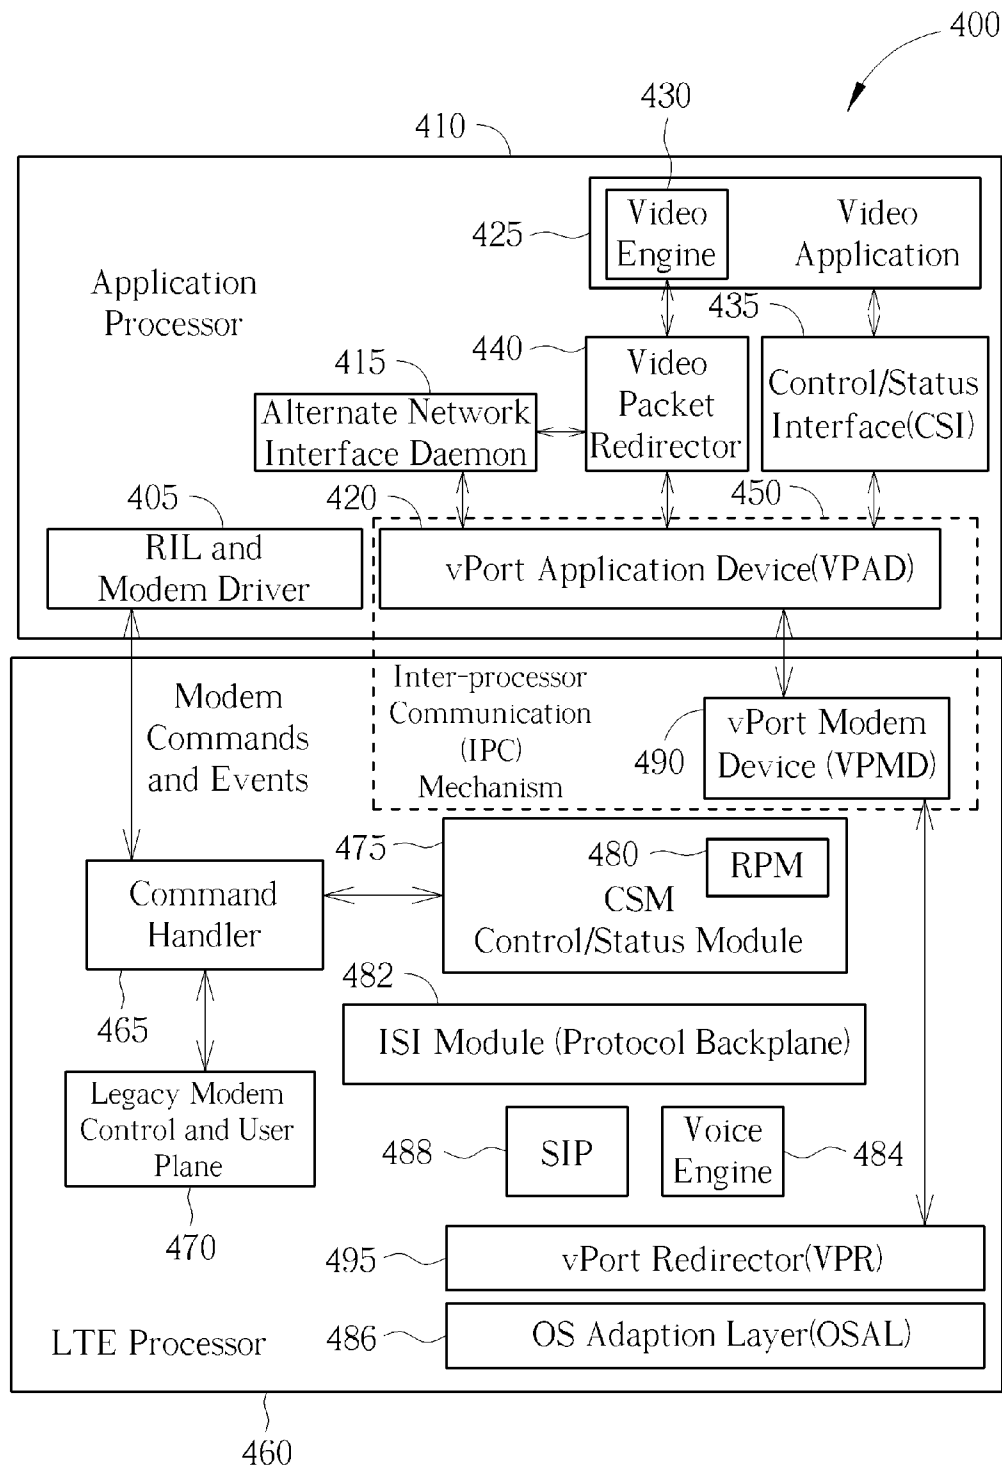 400
430
410
Video
Engine
Video
Application
425
Application
Processor
435
440
415
Video
Packet
Redirector
Control/Status
Interface(CSI)
Alternate Network
Interface Daemon
405
420
450
RIL and
Modem Driver
vPort Application Device(VPAD)
Modem
Commands
and Events
Inter-processor
Communication
(IPC)
Mechanism
490
vPort Modem
Device (VPMD)
475
480
RPM
CSM
Control/Status Module
Command
Handler
465
482
ISI Module (Protocol Backplane)
Legacy Modem
Control and User
Plane
470
488
SIP
Voice
Engine
484
495
vPort Redirector(VPR)
486
OS Adaption Layer(OSAL)
LTE Processor
460